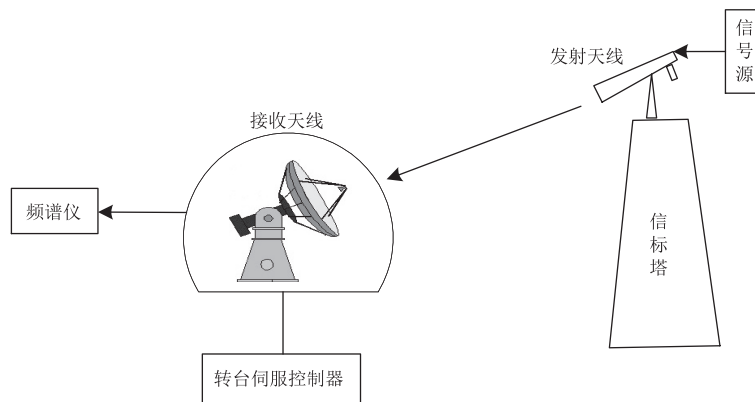 信号源
发射天线
接收天线
频谱仪
信标塔
转台伺服控制器